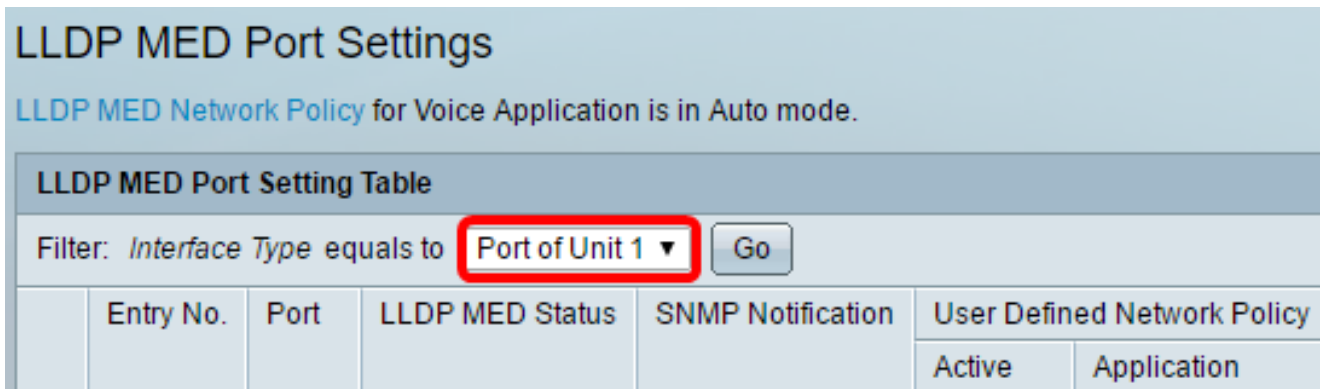 LLDP MED Port Settings
LLDP MED Network Policy for Voice Application is in Auto mode.
LLDP MED Port Setting Table
Filter: Interface Type equals to Port of Unit 1 ▼ Go
Entry No. Port LLDP MED Status SNMP Notification User Defined Network Policy
Active Application